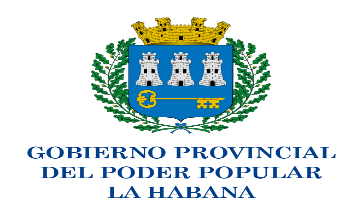 GOBIERNO PROVINCIAL
DEL PODER POPULAR
LA HABANA